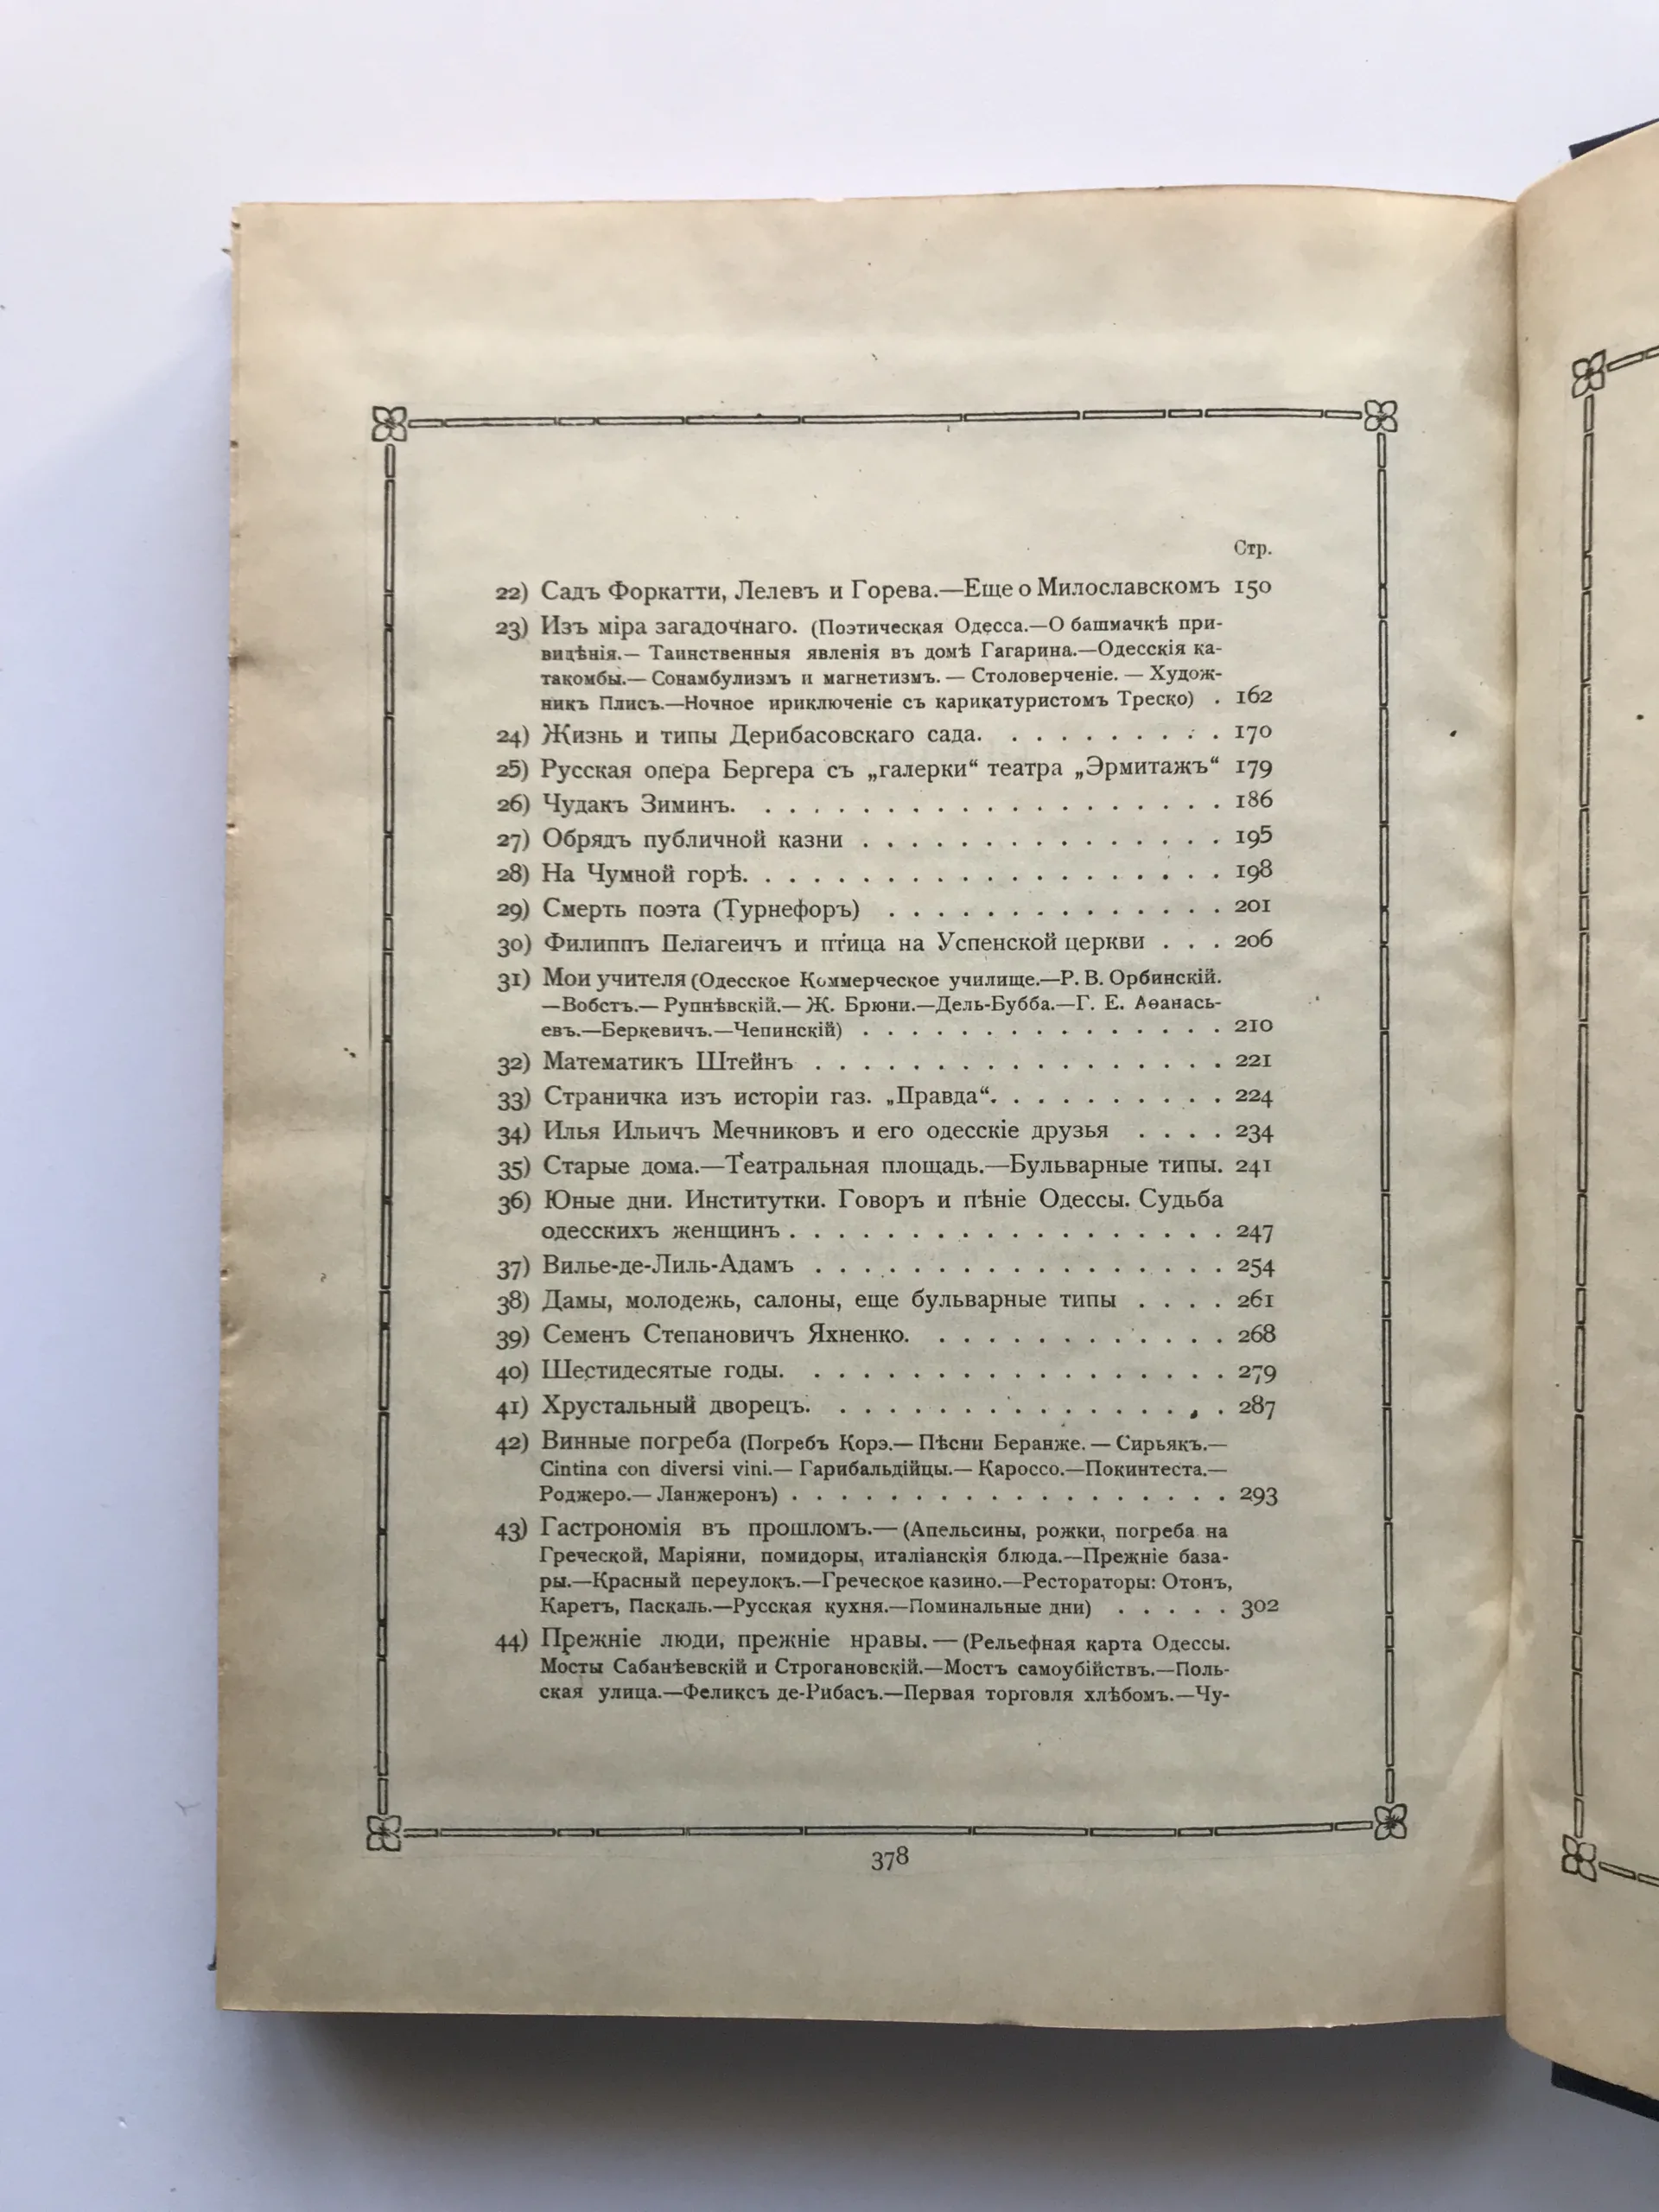 Стр.
22) Садъ Форкатти, Лелевъ и Горева.—Еще о Милославскомъ 150
23) Изъ міра загадочнаго. (Поэтическая Одесса.—О башмачкѣ при-
видѣнія.— Таинственныя явленія въ домѣ Гагарина.—Одесскія ка-
такомбы.— Сонамбулизмъ и магнетизмъ. — Столоверченіе. — Худож-
никъ Плисъ.—Ночное приключеніе съ карикатуристомъ Треско) . 162
24) Жизнь и типы Дерибасовскаго сада. . . . . . . . . . 170
25) Русская опера Бергера съ „галерки“ театра „Эрмитажъ“ 179
26) Чудакъ Зиминъ. . . . . . . . . . . . . . . . . . . . 186
27) Обрядъ публичной казни . . . . . . . . . . . . . . . 195
28) На Чумной горѣ. . . . . . . . . . . . . . . . . . . . 198
29) Смерть поэта (Турнефоръ) . . . . . . . . . . . . . . 201
30) Филиппъ Пелагеичъ и птица на Успенской церкви . . . 206
31) Мои учителя (Одесское Коммерческое училище.—Р. В. Орбинскій.
—Вобстъ.— Рупнѣвскій.— Ж. Брюни.—Дель-Бубба.—Г. Е. Аѳанась-
евъ.—Беркевичъ.—Чепинскій) . . . . . . . . . . . . . . . 210
32) Математикъ Штейнъ . . . . . . . . . . . . . . . . . 221
33) Страничка изъ исторіи газ. „Правда“. . . . . . . . . . 224
34) Илья Ильичъ Мечниковъ и его одесскіе друзья . . . . 234
35) Старые дома.—Театральная площадь.—Бульварные типы. 241
36) Юные дни. Институтки. Говоръ и пѣніе Одессы. Судьба
одесскихъ женщинъ . . . . . . . . . . . . . . . . . . 247
37) Вилье-де-Лиль-Адамъ . . . . . . . . . . . . . . . . . 254
38) Дамы, молодежь, салоны, еще бульварные типы . . . . 261
39) Семенъ Степановичъ Яхненко. . . . . . . . . . . . . 268
40) Шестидесятые годы. . . . . . . . . . . . . . . . . . 279
41) Хрустальный дворецъ. . . . . . . . . . . . . . . . . 287
42) Винные погреба (Погребъ Корэ.— Пѣсни Беранже. — Сирьякъ.—
Cintina con diversi vini.— Гарибальдійцы.— Кароссо.—Покинтеста.—
Роджеро.— Ланжеронъ) . . . . . . . . . . . . . . . . . . 293
43) Гастрономія въ прошломъ.— (Апельсины, рожки, погреба на
Греческой, Маріяни, помидоры, италіанскія блюда.—Прежніе база-
ры.—Красный переулокъ.—Греческое казино.—Рестораторы: Отонъ,
Каретъ, Паскаль.—Русская кухня.—Поминальные дни) . . . . . 302
44) Прежніе люди, прежніе нравы. — (Рельефная карта Одессы.
Мосты Сабанѣевскій и Строгановскій.—Мостъ самоубійствъ.—Поль-
ская улица.—Феликсъ де-Рибасъ.—Первая торговля хлѣбомъ.—Чу-
378